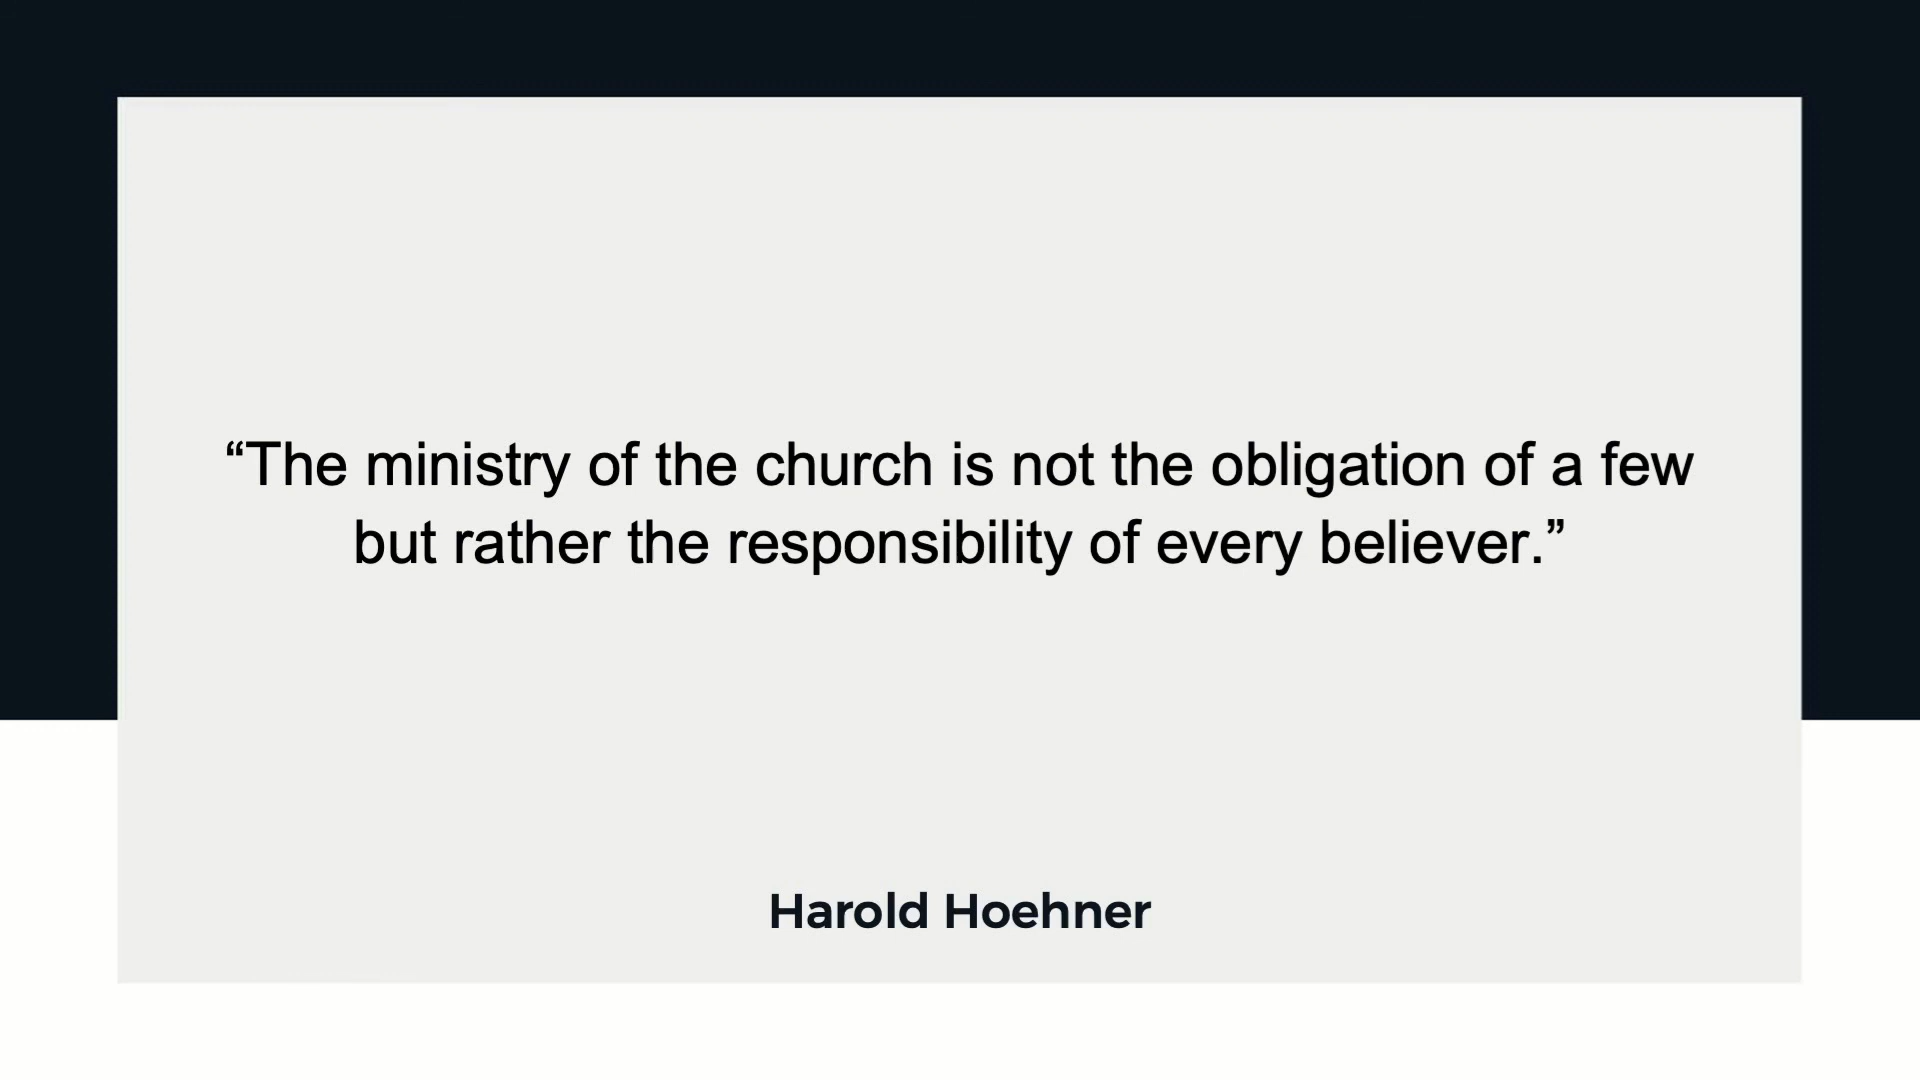 “The ministry of the church is not the obligation of a few
but rather the responsibility of every believer.”
Harold Hoehner